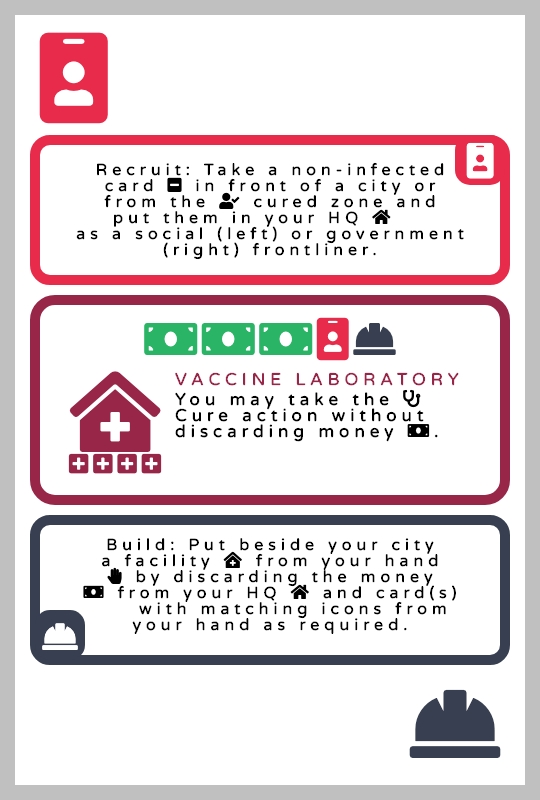 Recruit: Take a non-infected
card in front of a city or
from the cured zone and
put them in your HQ
as a social (left) or government
(right) frontliner.
VACCINE LABORATORY
You may take the
Cure action without
discarding money .
Build: Put beside your city
a facility from your hand
by discarding the money
from your HQ and card(s)
with matching icons from
your hand as required.